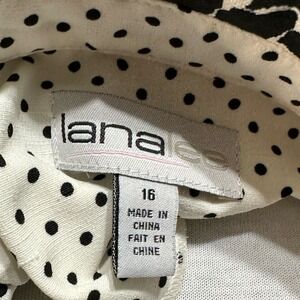 lanalee
16
MADE IN
CHINA
FAIT EN
CHINE